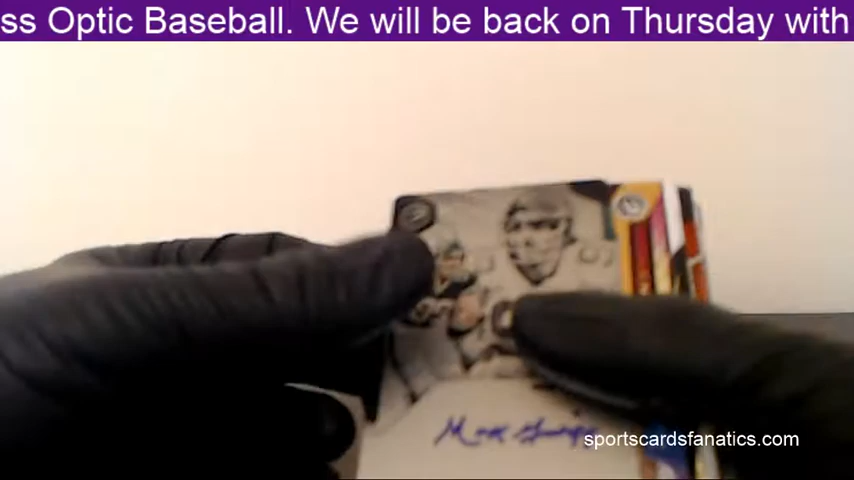 ss Optic Baseball. We will be back on Thursday with
sportscardsfanatics.com